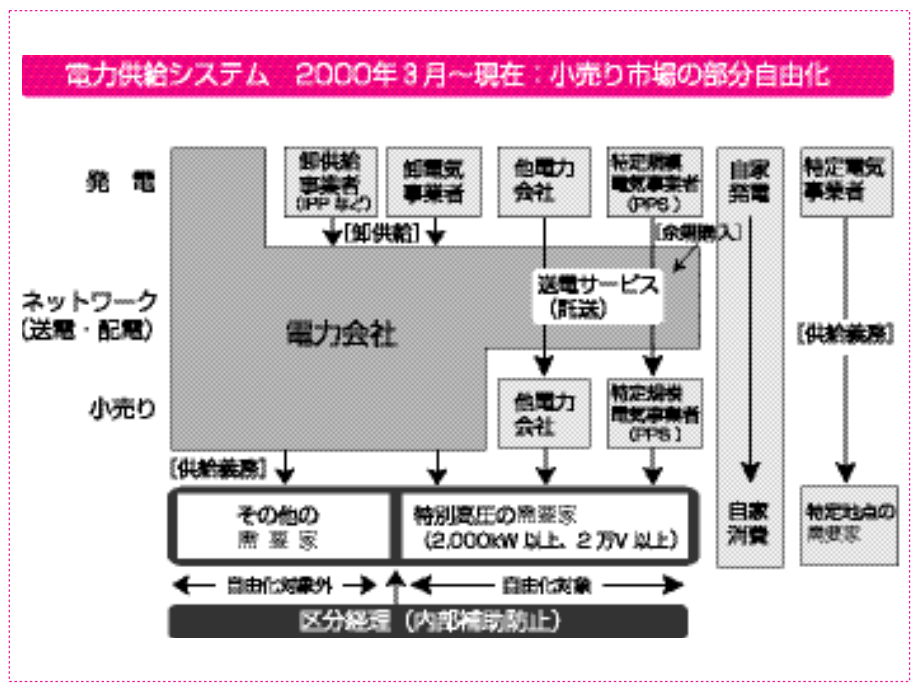 電力供給システム 2000年3月～現在：小売り市場の部分自由化
発 電
卸供給
事業者
(IPPなど)
卸電気
事業者
他電力
会社
特定規模
電気事業者
(PPS)
自家
発電
特定電気
事業者
[卸供給]
[余剰購入]
送電サービス
(託送)
ネットワーク
(送電・配電)
電力会社
[供給義務]
小売り
他電力
会社
特定規模
電気事業者
(PPS)
[供給義務]
その他の
需要家
特別高圧の需要家
(2,000kW以上、2万V以上)
自家
消費
特定地点の
需要家
自由化対象外
自由化対象
区分経理(内部補助防止)